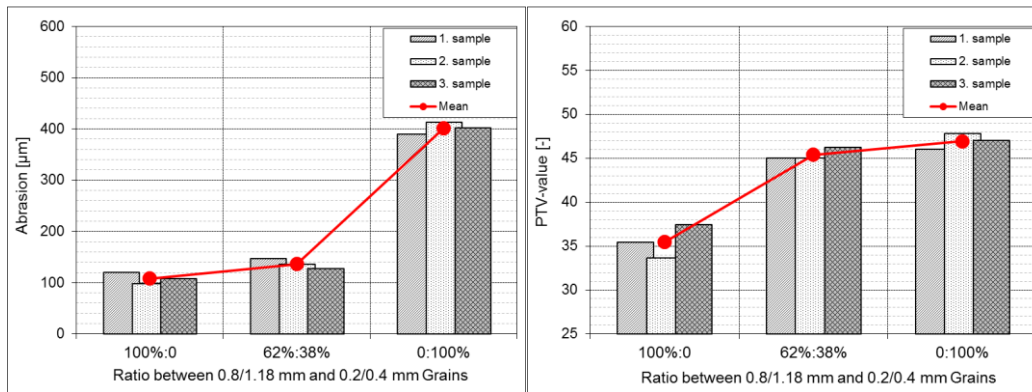 600
500
400
300
200
100
0
Abrasion [µm]
1. sample
2. sample
3. sample
Mean
100%:0
62%:38%
0:100%
Ratio between 0.8/1.18 mm and 0.2/0.4 mm Grains
60
55
50
45
40
35
30
25
PTV-value [-]
1. sample
2. sample
3. sample
Mean
100%:0
62%:38%
0:100%
Ratio between 0.8/1.18 mm and 0.2/0.4 mm Grains